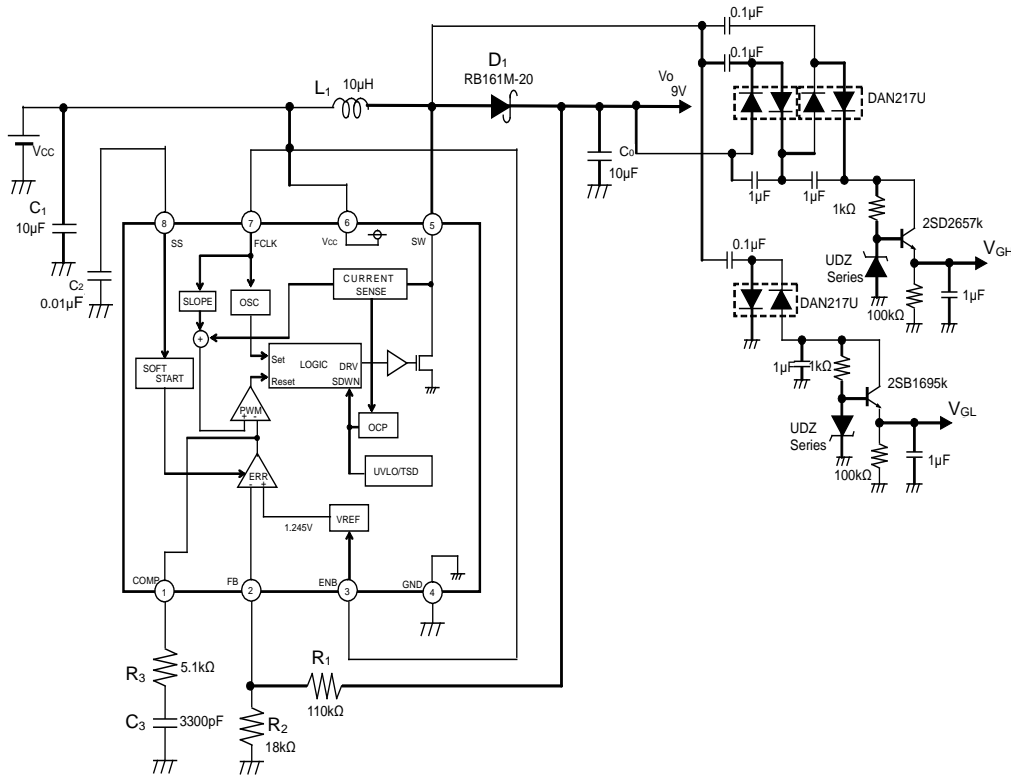 0.1µF
0.1µF
D1
RB161M-20
L1
10µH
Vo
9V
DAN217U
VCC
C0
10µF
1µF
1µF
C1
10µF
1kΩ
2SD2657k
VGH
UDZ
Series
100kΩ
1µF
8
7
6
5
SS
FCLK
VCC
SW
C2
0.01µF
0.1µF
DAN217U
CURRENT
SENSE
SLOPE
OSC
+
Set
LOGIC
DRV
Reset
SDWN
SOFT
START
1µF
1kΩ
2SB1695k
PWM
+ -
OCP
VGL
UDZ
Series
100kΩ
1µF
ERR
- +
UVLO/TSD
1.245V
VREF
COMP
FB
ENB
GND
1
2
3
4
R3
5.1kΩ
R1
110kΩ
C3
3300pF
R2
18kΩ